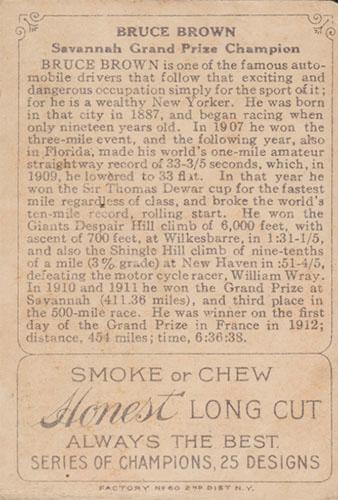 BRUCE BROWN
Savannah Grand Prize Champion
BRUCE BROWN is one of the famous auto-
mobile drivers that follow that exciting and
dangerous occupation simply for the sport of it;
for he is a wealthy New Yorker. He was born
in that city in 1887, and began racing when
only nineteen years old. In 1907 he won the
three-mile event, and the following year, also
in Florida, made his world's one-mile amateur
straightway record of 33-3/5 seconds, which, in
1909, he lowered to 33 flat. In that year he
won the Sir Thomas Dewar cup for the fastest
mile regardless of class, and broke the world's
ten-mile record, rolling start. He won the
Giants Despair Hill climb of 6,000 feet, with
ascent of 700 feet, at Wilkesbarre, in 1:31-1/5,
and also the Shingle Hill climb of nine-tenths
of a mile (3% grade) at New Haven in :51-4/5,
defeating the motor cycle racer, William Wray.
In 1910 and 1911 he won the Grand Prize at
Savannah (411.36 miles), and third place in
the 500-mile race. He was winner on the first
day of the Grand Prize in France in 1912;
distance, 454 miles; time, 6:36:38.
SMOKE or CHEW
Honest LONG CUT
ALWAYS THE BEST
SERIES OF CHAMPIONS, 25 DESIGNS
FACTORY NO 60 2ND DIST N.Y.